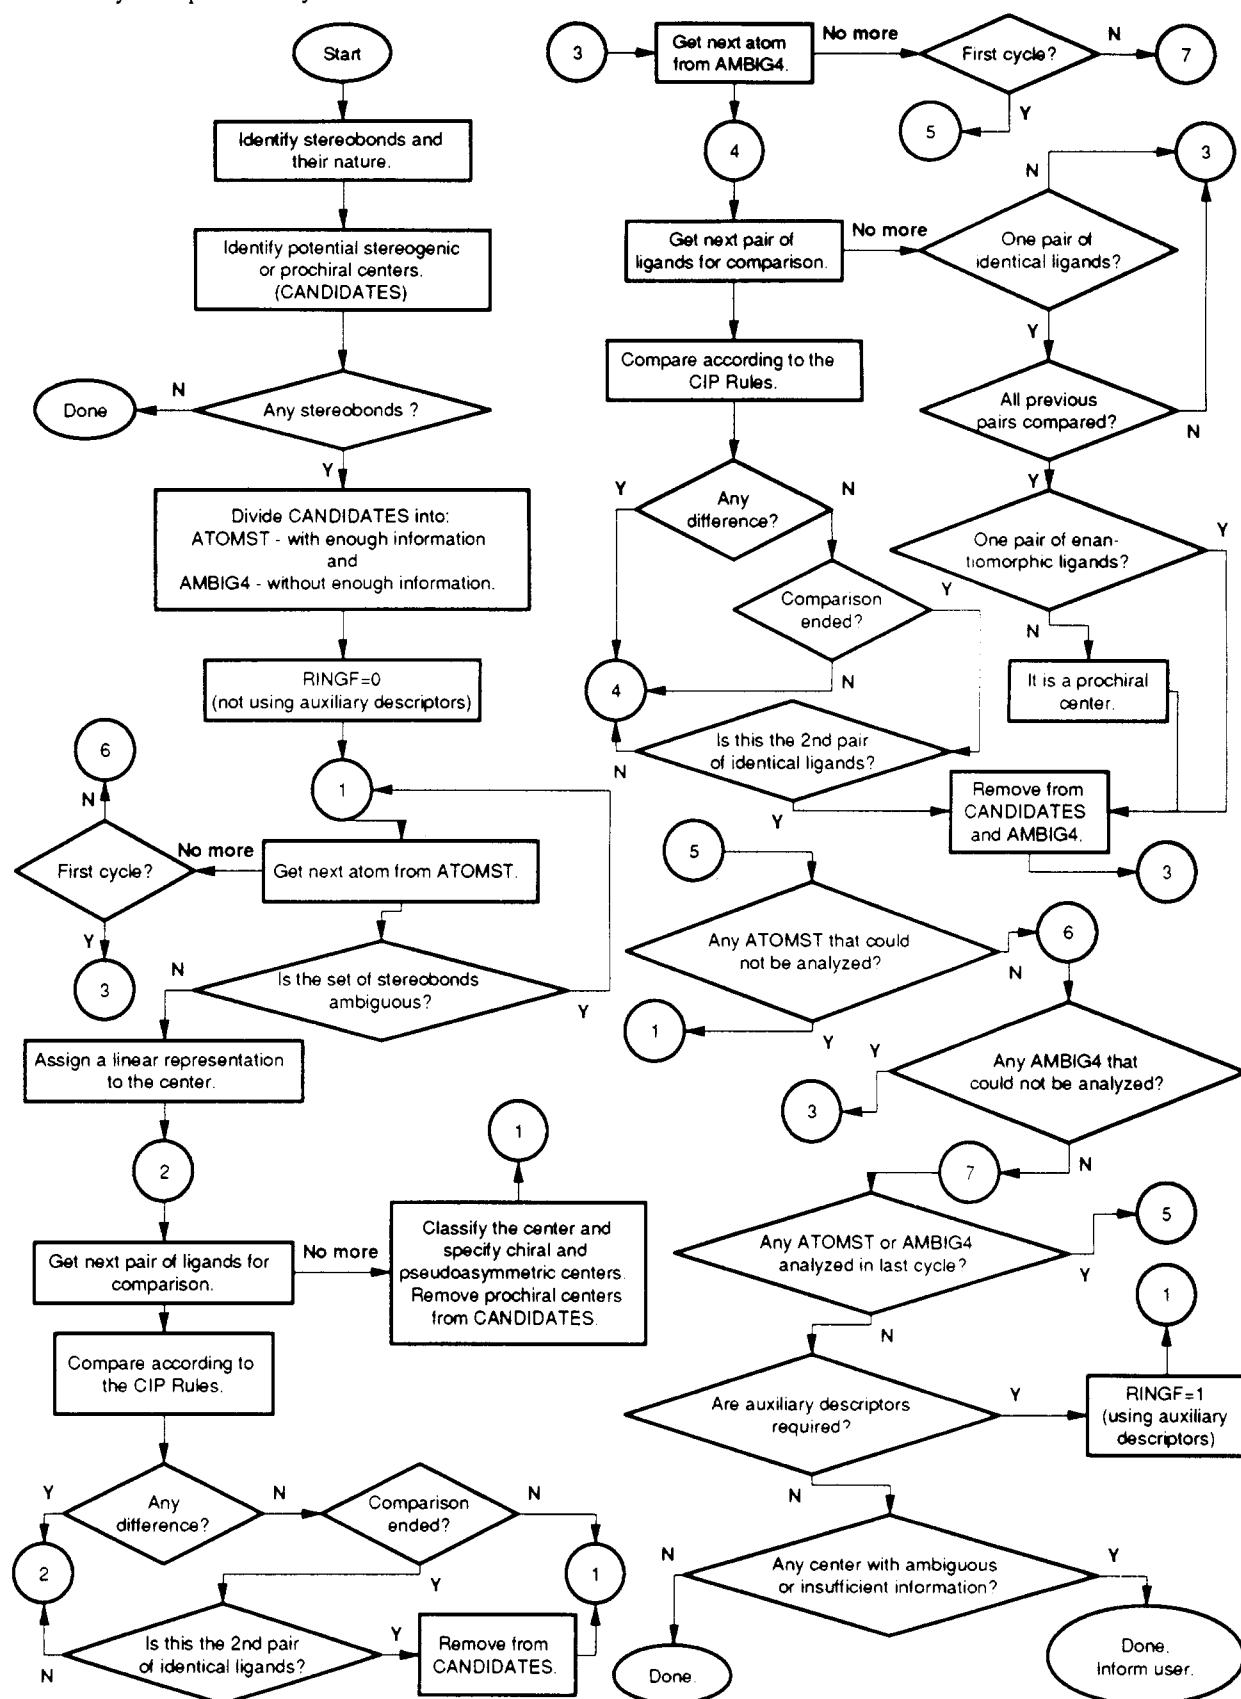 Start
Identify stereobonds and
their nature.
Identify potential stereogenic
or prochiral centers.
(CANDIDATES)
Any stereobonds ?
N
Done
Y
Divide CANDIDATES into:
ATOMST - with enough information
and
AMBIG4 - without enough information.
RINGF=0
(not using auxiliary descriptors)
1
6
N
First cycle?
No more
Get next atom from ATOMST.
Y
3
Is the set of stereobonds
ambiguous?
N
Y
Assign a linear representation
to the center.
2
Get next pair of ligands for
comparison.
No more
Classify the center and
specify chiral and
pseudoasymmetric centers.
Remove prochiral centers
from CANDIDATES.
1
Compare according to
the CIP Rules.
Any
difference?
Y
N
Comparison
ended?
N
Y
2
1
Is this the 2nd pair
of identical ligands?
N
Y
Remove from
CANDIDATES.
3
Get next atom
from AMBIG4.
No more
First cycle?
N
7
Y
5
4
Get next pair of
ligands for comparison.
No more
One pair of
identical ligands?
N
3
Y
Compare according to the
CIP Rules.
All previous
pairs compared?
N
Y
Any
difference?
Y
N
One pair of enan-
tiomorphic ligands?
Y
N
Comparison
ended?
Y
N
4
It is a prochiral
center.
Is this the 2nd pair
of identical ligands?
N
Y
Remove from
CANDIDATES
and AMBIG4.
3
5
Any ATOMST that could
not be analyzed?
N
6
Y
1
Any AMBIG4 that
could not be analyzed?
Y
3
N
7
Any ATOMST or AMBIG4
analyzed in last cycle?
Y
5
N
Are auxiliary descriptors
required?
Y
RINGF=1
(using auxiliary
descriptors)
1
N
Any center with ambiguous
or insufficient information?
N
Y
Done.
Done.
Inform user.